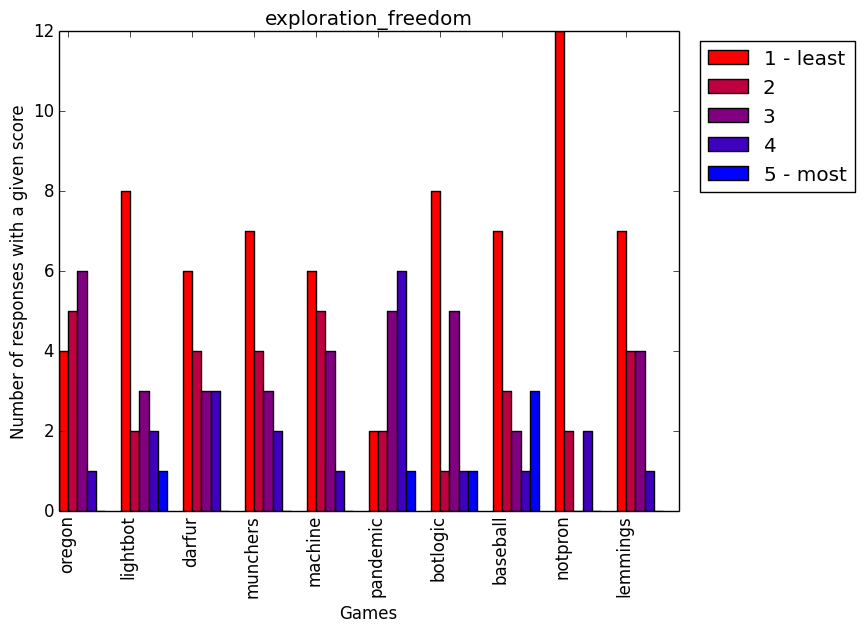 exploration_freedom
12
10
8
6
4
2
0
Number of responses with a given score
oregon
lightbot
darfur
munchers
machine
pandemic
botlogic
baseball
notpron
lemmings
Games
1 - least
2
3
4
5 - most